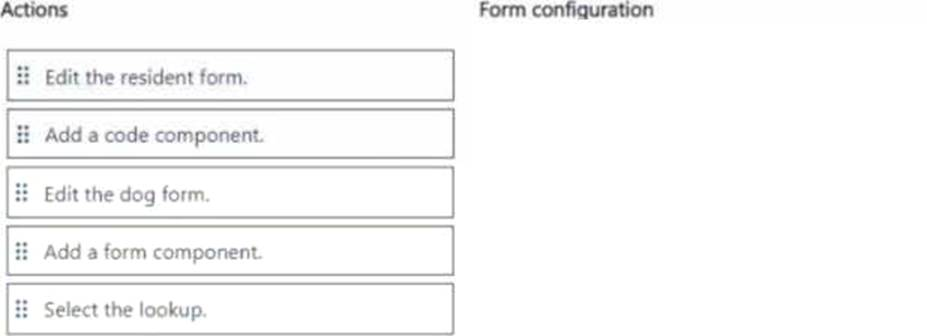 Actions
Form configuration
Edit the resident form.
Add a code component.
Edit the dog form.
Add a form component.
Select the lookup.